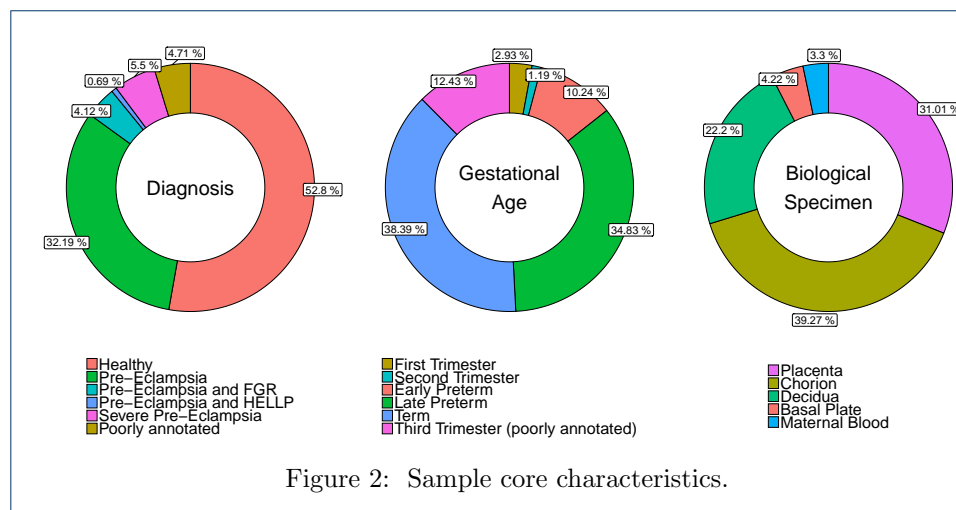 4.71 %
5.5 %
0.69 %
4.12 %
32.19 %
52.8 %
Diagnosis
2.93 %
1.19 %
12.43 %
10.24 %
38.39 %
34.83 %
Gestational
Age
3.3 %
4.22 %
22.2 %
31.01 %
39.27 %
Biological
Specimen
Healthy
Pre−Eclampsia
Pre−Eclampsia and FGR
Pre−Eclampsia and HELLP
Severe Pre−Eclampsia
Poorly annotated
First Trimester
Second Trimester
Early Preterm
Late Preterm
Term
Third Trimester (poorly annotated)
Placenta
Chorion
Decidua
Basal Plate
Maternal Blood
Figure 2: Sample core characteristics.